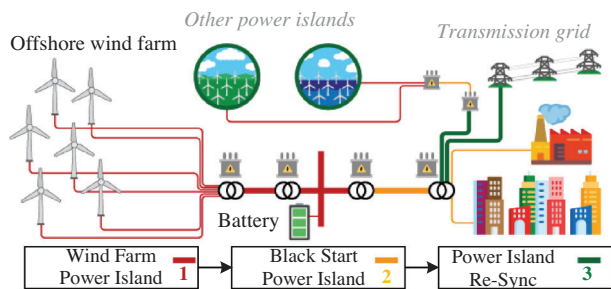 Other power islands
Transmission grid
Offshore wind farm
Battery
Wind Farm
Power Island
1
Black Start
Power Island
2
Power Island
Re-Sync
3